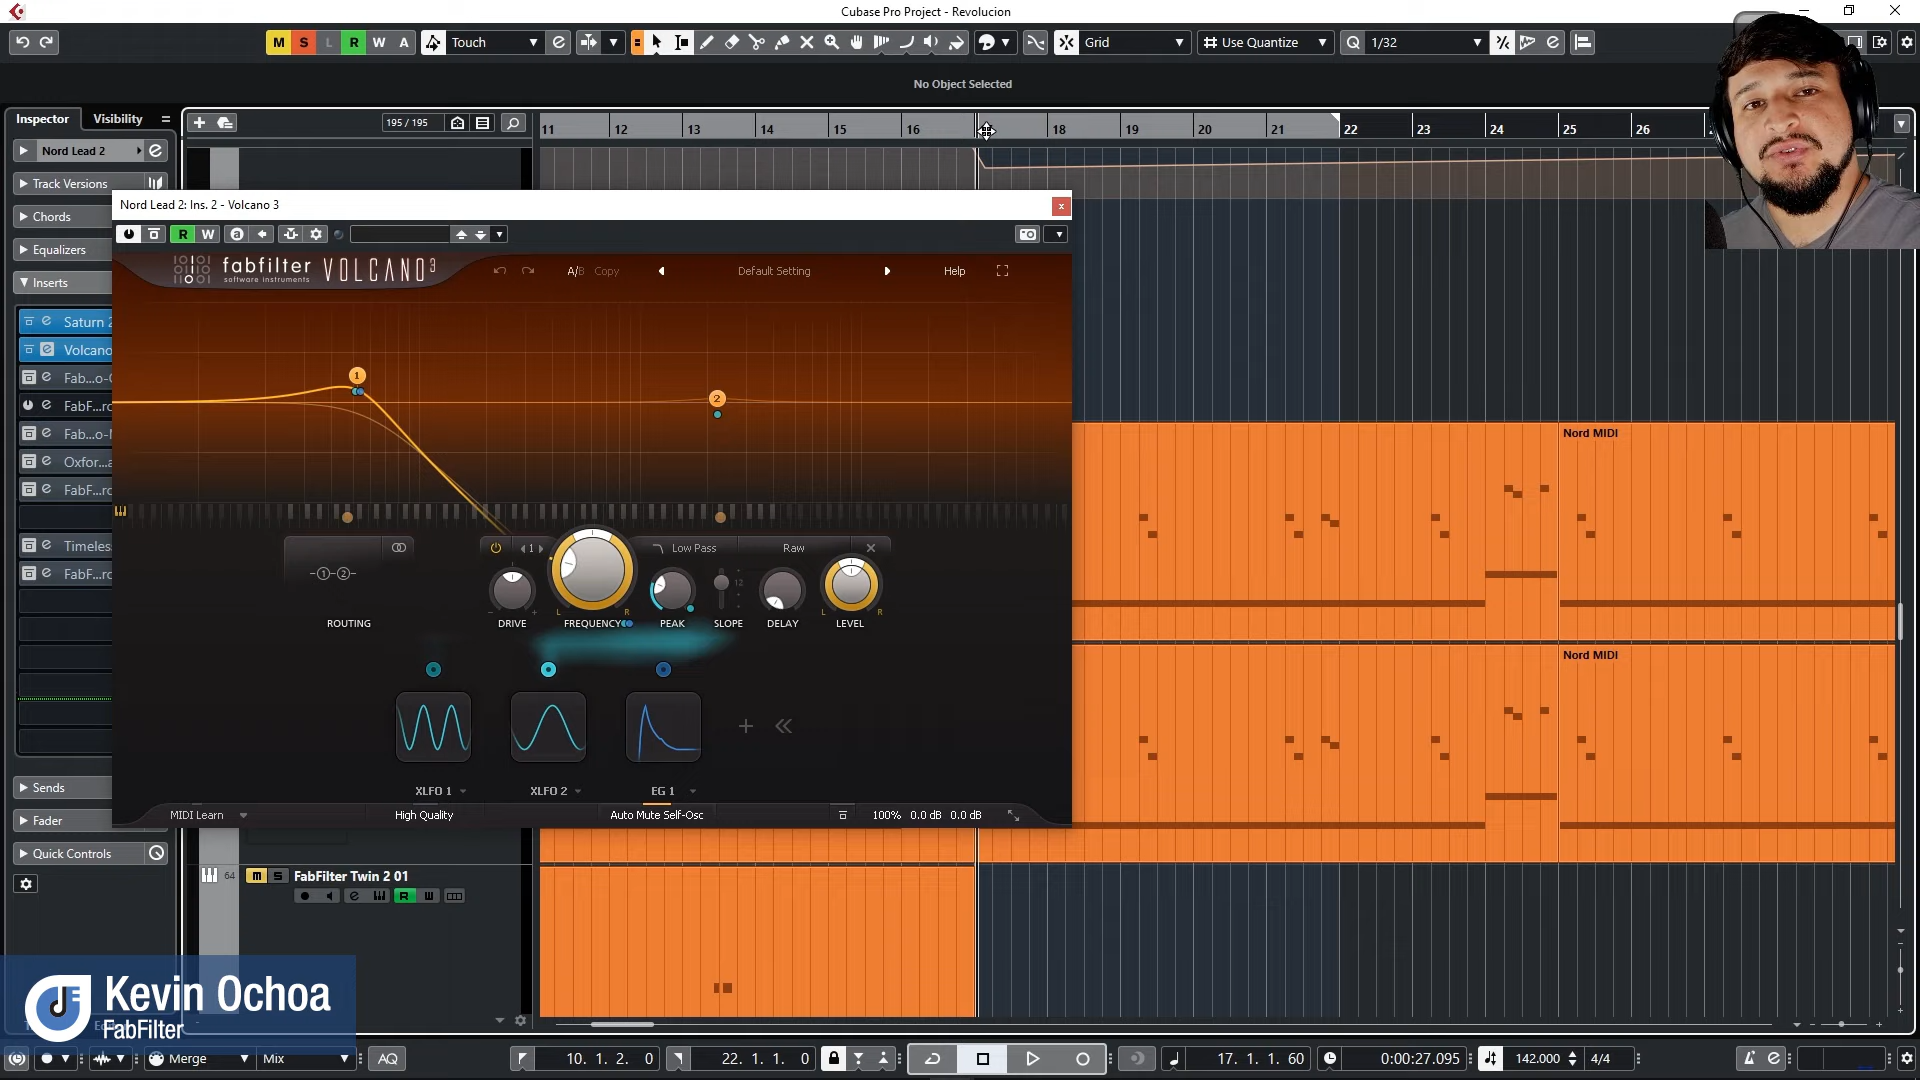 Cubase Pro Project - Revolucion
M S L R W A Touch Grid Use Quantize Q 1/32
No Object Selected
Inspector Visibility
195 / 195
11 12 13 14 15 16 18 19 20 21 22 23 24 25 26
Nord Lead 2
Track Versions
Chords
Equalizers
Inserts
Saturn 2
Volcano
Fab...o-
FabF...r
Fab...o-
Oxfor...
FabF...r
Timeles
FabF...r
Sends
Fader
Quick Controls
Nord Lead 2: Ins. 2 - Volcano 3
R W
fabfilter VOLCANO 3
software instruments
A/B Copy Default Setting Help
1
2
1 Low Pass Raw
1 2
12
L R
L R
ROUTING DRIVE FREQUENCY PEAK SLOPE DELAY LEVEL
XLFO 1 XLFO 2 EG 1
MIDI Learn High Quality Auto Mute Self-Osc 100% 0.0 dB 0.0 dB
Nord MIDI
Nord MIDI
64 M S FabFilter Twin 2 01
R W
Kevin Ochoa
FabFilter
Merge Mix AQ 10. 1. 2. 0 22. 1. 1. 0 17. 1. 1. 60 0:00:27.095 142.000 4/4